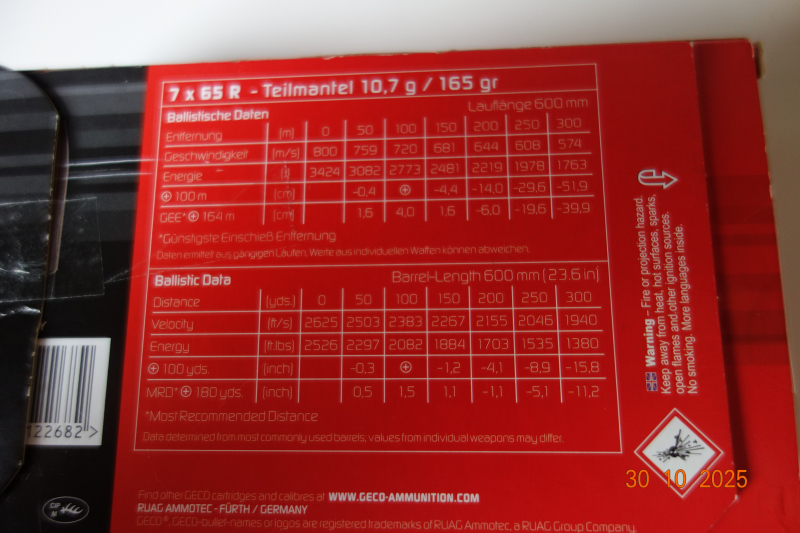 7 x 65 R - Teilmantel 10,7 g / 165 gr
Ballistische Daten Lauflänge 600 mm
Entfernung [m] 0 50 100 150 200 250 300
Geschwindigkeit [m/s] 800 759 720 681 644 608 574
Energie [J] 3424 3082 2773 2481 2219 1978 1763
⊕ 100 m [cm] -0,4 ⊕ -4,4 -14,0 -29,6 -51,9
GEE* ⊕ 164 m [cm] 1,6 4,0 1,6 -6,0 -19,6 -39,9
*Günstigste Einschieß Entfernung
Daten ermittelt aus gängigen Läufen, Werte aus individuellen Waffen können abweichen.
Ballistic Data Barrel-Length 600 mm (23.6 in)
Distance [yds.] 0 50 100 150 200 250 300
Velocity [ft/s] 2625 2503 2383 2267 2155 2046 1940
Energy [ft.lbs] 2526 2297 2082 1884 1703 1535 1380
⊕ 100 yds. [inch] -0,3 ⊕ -1,2 -4,1 -8,9 -15,8
MRD* ⊕ 180 yds. [inch] 0,5 1,5 1,1 -1,1 -5,1 -11,2
*Most Recommended Distance
Data determined from most commonly used barrels, values from individual weapons may differ.
Find other GECO cartridges and calibres at WWW.GECO-AMMUNITION.COM
RUAG AMMOTEC - FÜRTH / GERMANY
GECO®, GECO-bullet-names or logos are registered trademarks of RUAG Ammotec, a RUAG Group Company.
Warning – Fire or projection hazard.
Keep away from heat, hot surfaces, sparks,
open flames and other ignition sources.
No smoking. More languages inside.
22682>
CIP
M
30 10 2025